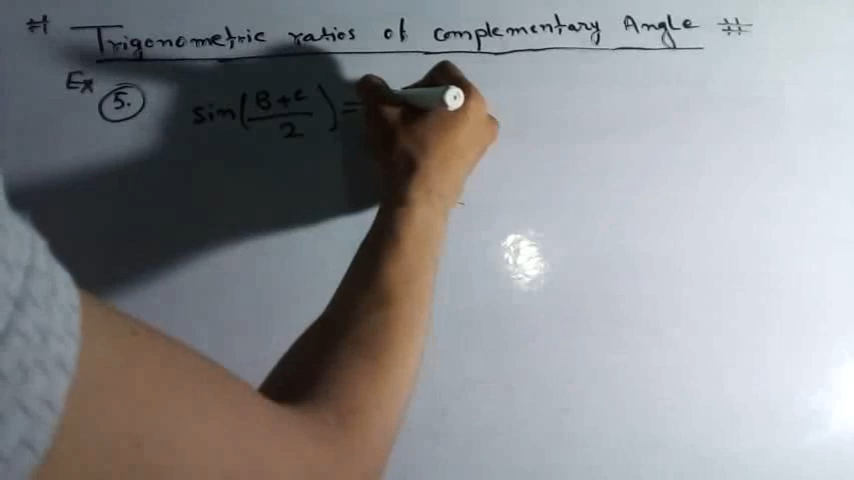 # Trigonometric ratios of complementary Angle #
Ex
5. sin(B+c/2)=